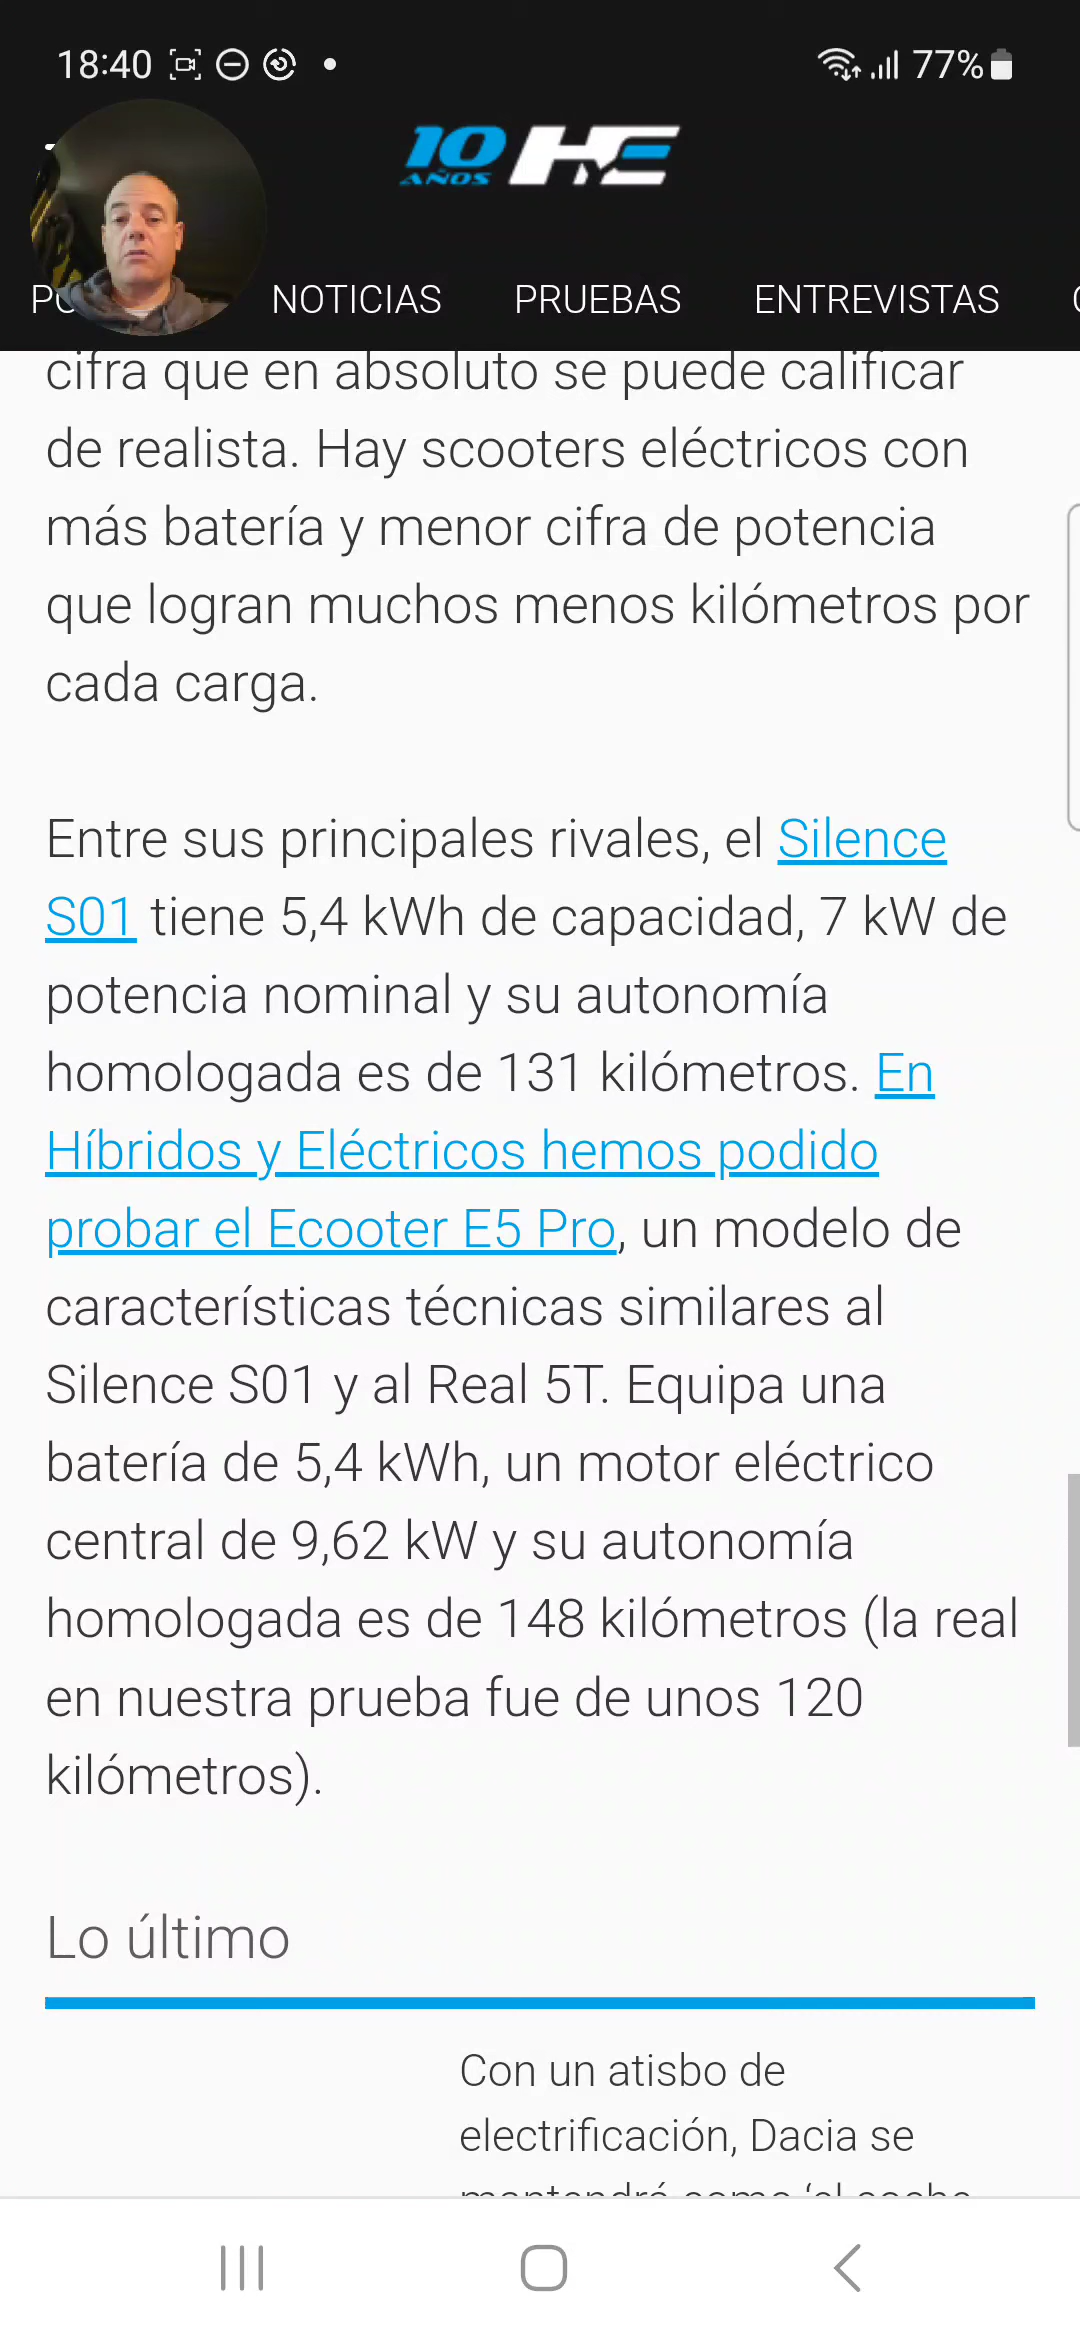 18:40
77%
10 AÑOS HYE
NOTICIAS PRUEBAS ENTREVISTAS
cifra que en absoluto se puede calificar
de realista. Hay scooters eléctricos con
más batería y menor cifra de potencia
que logran muchos menos kilómetros por
cada carga.
Entre sus principales rivales, el Silence
S01 tiene 5,4 kWh de capacidad, 7 kW de
potencia nominal y su autonomía
homologada es de 131 kilómetros. En
Híbridos y Eléctricos hemos podido
probar el Ecooter E5 Pro, un modelo de
características técnicas similares al
Silence S01 y al Real 5T. Equipa una
batería de 5,4 kWh, un motor eléctrico
central de 9,62 kW y su autonomía
homologada es de 148 kilómetros (la real
en nuestra prueba fue de unos 120
kilómetros).
Lo último
Con un atisbo de
electrificación, Dacia se
mantendrá como ‘el coche